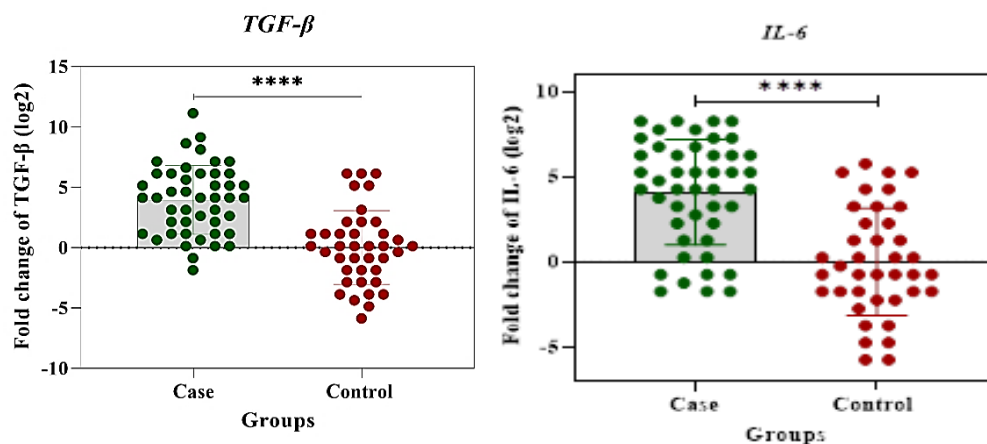 TGF-β
Fold change of TGF-β (log2)
15
10
5
0
-5
-10
****
Case
Control
Groups
IL-6
Fold change of IL-6 (log2)
10
5
0
-5
****
Case
Control
Groups